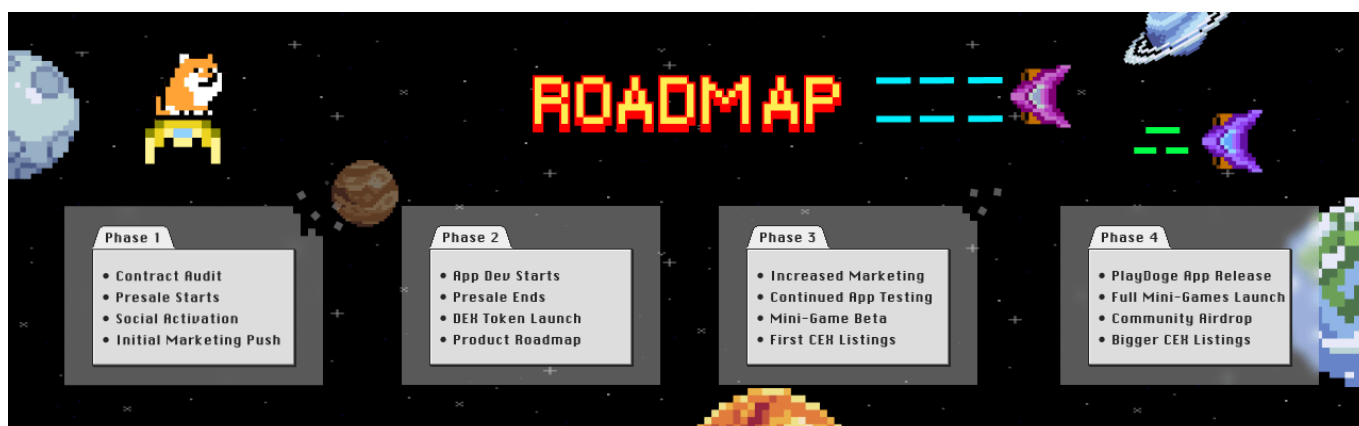 ROADMAP
Phase 1
• Contract Audit
• Presale Starts
• Social Activation
• Initial Marketing Push
Phase 2
• App Dev Starts
• Presale Ends
• DEX Token Launch
• Product Roadmap
Phase 3
• Increased Marketing
• Continued App Testing
• Mini-Game Beta
• First CEX Listings
Phase 4
• PlayDoge App Release
• Full Mini-Games Launch
• Community Airdrop
• Bigger CEX Listings